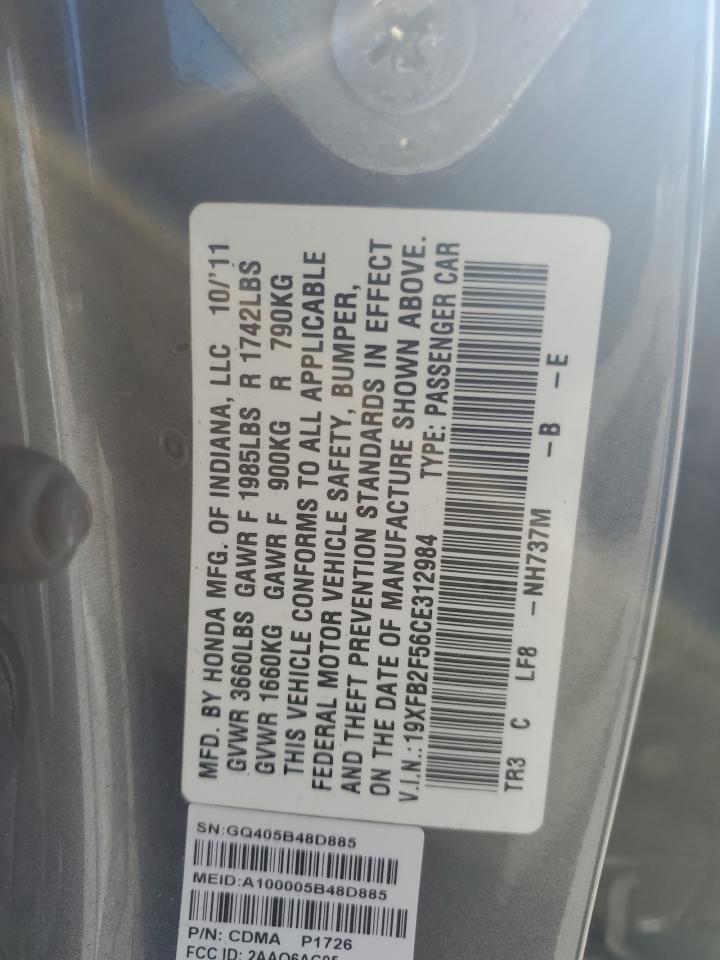 MFD. BY HONDA MFG. OF INDIANA, LLC 10/'11
GVWR 3660LBS GAWR F 1985LBS R 1742LBS
GVWR 1660KG GAWR F 900KG R 790KG
THIS VEHICLE CONFORMS TO ALL APPLICABLE
FEDERAL MOTOR VEHICLE SAFETY, BUMPER,
AND THEFT PREVENTION STANDARDS IN EFFECT
ON THE DATE OF MANUFACTURE SHOWN ABOVE.
V.I.N.: 19XFB2F56CE312984 TYPE: PASSENGER CAR
TR3 C LF8 -NH737M -B -E
SN:GQ405B48D885
MEID:A100005B48D885
P/N: CDMA P1726
FCC ID: